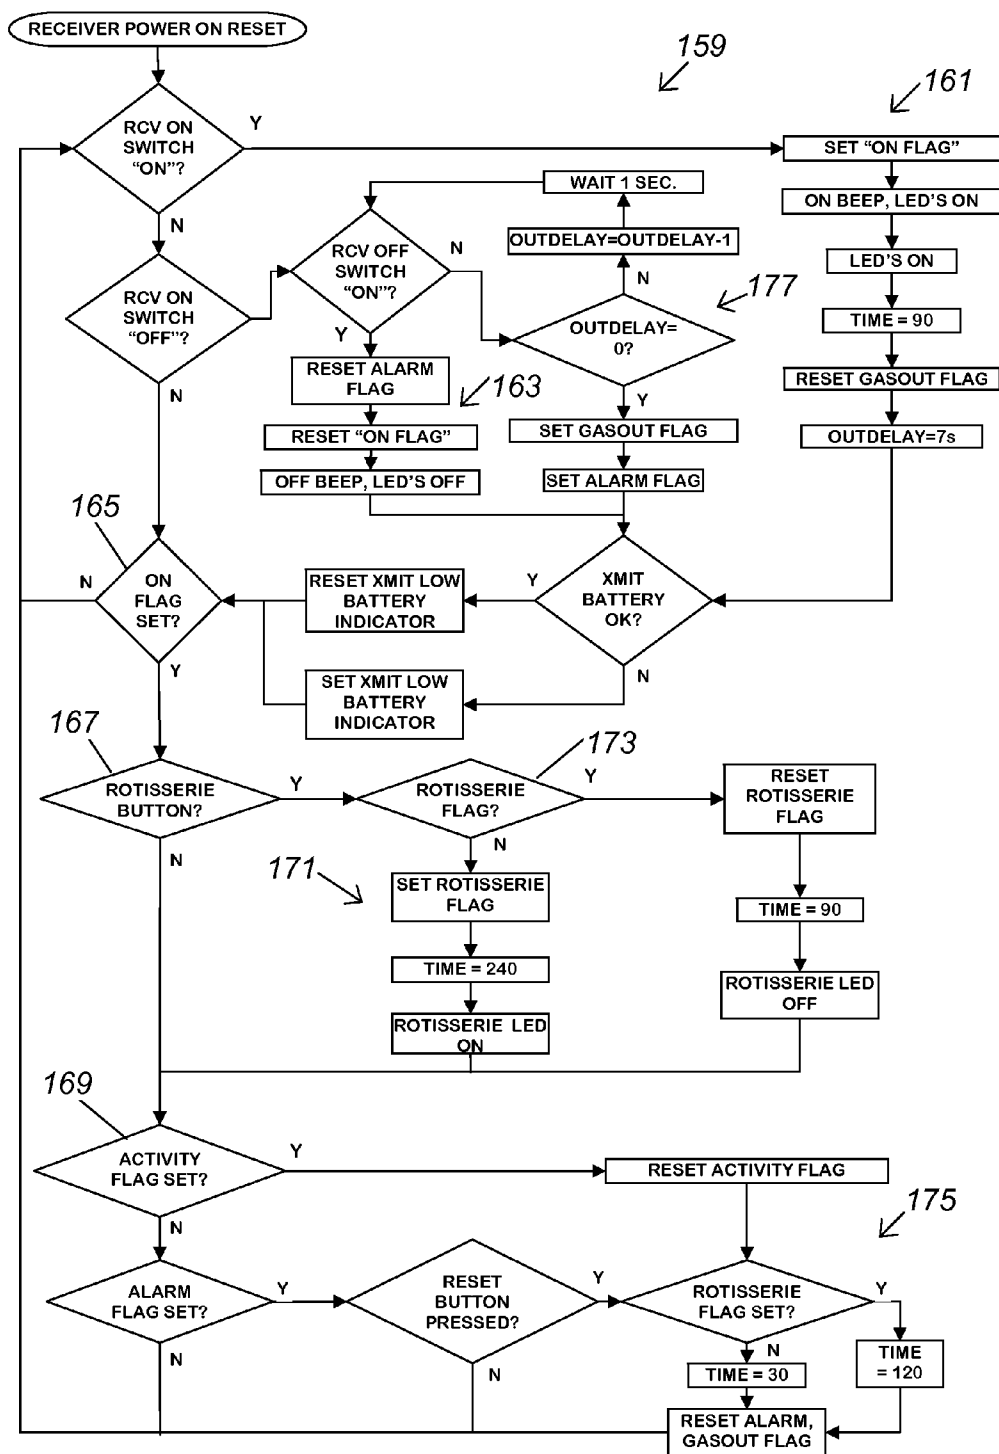 RECEIVER POWER ON RESET
159
161
RCV ON
SWITCH
“ON”?
Y
N
SET “ON FLAG”
WAIT 1 SEC.
ON BEEP, LED'S ON
RCV OFF
SWITCH
“ON”?
N
Y
OUTDELAY=OUTDELAY-1
N
LED'S ON
RCV ON
SWITCH
“OFF”?
N
177
OUTDELAY=
0?
Y
TIME = 90
RESET ALARM
FLAG
163
RESET GASOUT FLAG
RESET “ON FLAG”
SET GASOUT FLAG
OUTDELAY=7s
OFF BEEP, LED'S OFF
SET ALARM FLAG
165
ON
FLAG
SET?
N
Y
RESET XMIT LOW
BATTERY
INDICATOR
Y
XMIT
BATTERY
OK?
N
SET XMIT LOW
BATTERY
INDICATOR
167
173
ROTISSERIE
BUTTON?
Y
N
ROTISSERIE
FLAG?
Y
N
RESET
ROTISSERIE
FLAG
171
SET ROTISSERIE
FLAG
TIME = 90
TIME = 240
ROTISSERIE LED
OFF
ROTISSERIE LED
ON
169
ACTIVITY
FLAG SET?
Y
N
RESET ACTIVITY FLAG
175
ALARM
FLAG SET?
Y
N
RESET
BUTTON
PRESSED?
Y
N
ROTISSERIE
FLAG SET?
Y
N
TIME = 30
TIME
= 120
RESET ALARM,
GASOUT FLAG